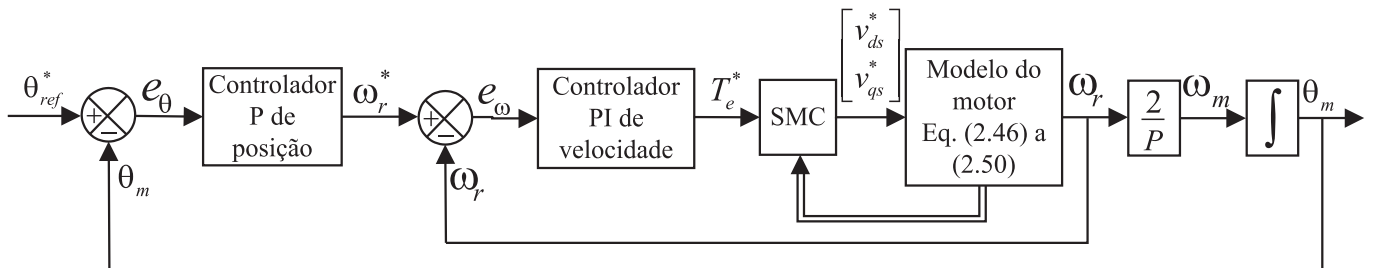 θ*ref
+
−
eθ
Controlador
P de
posição
ω*r
+
−
eω
Controlador
PI de
velocidade
T*e
SMC
v*ds
v*qs
Modelo do
motor
Eq. (2.46) a
(2.50)
ωr
2
P
ωm
∫
θm
θm
ωr